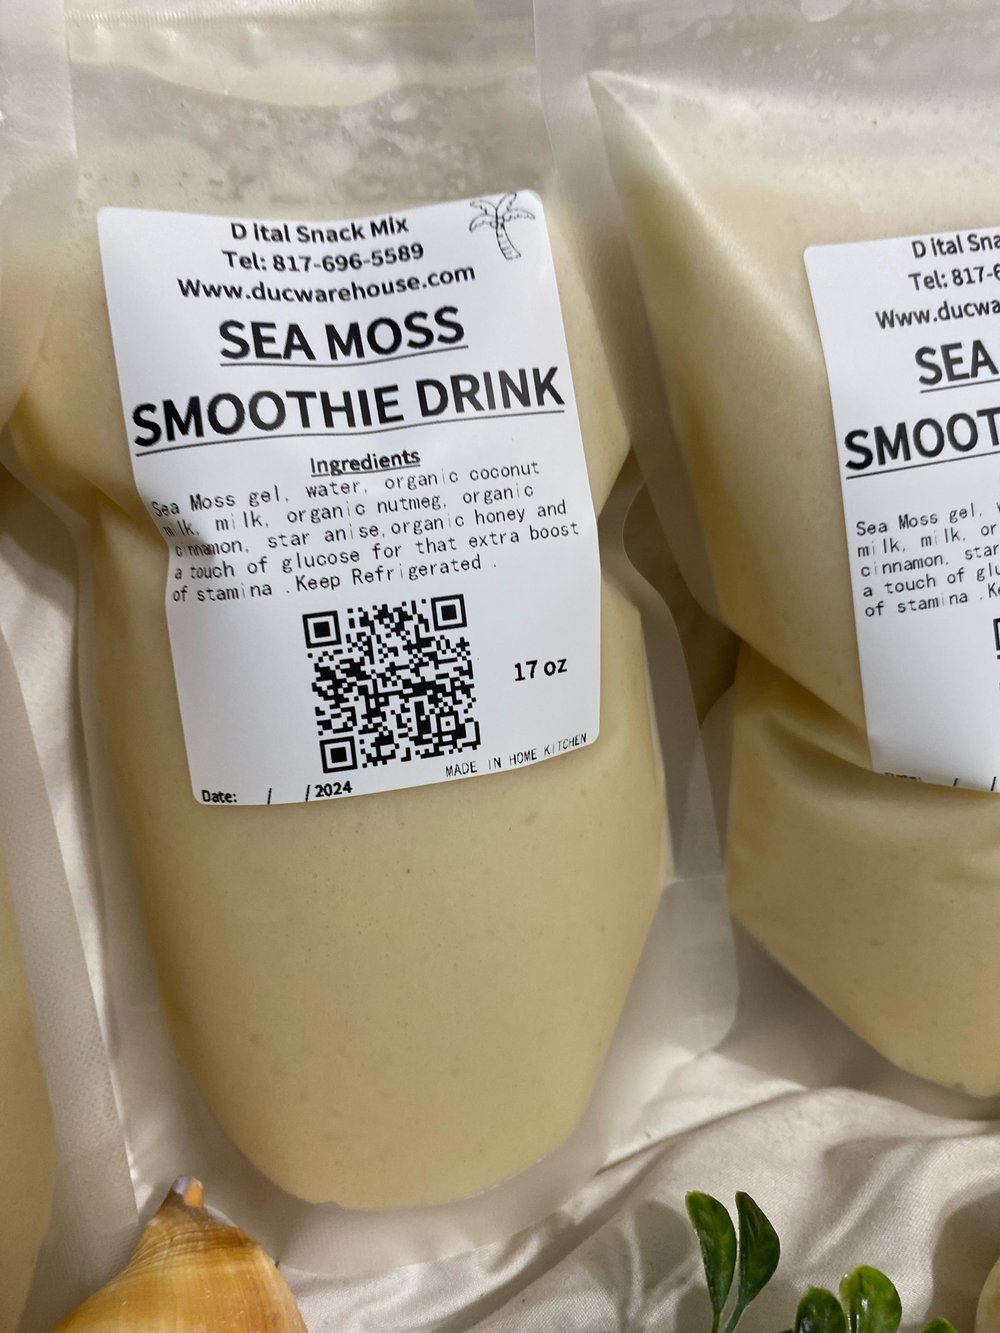 D ital Snack Mix
Tel: 817-696-5589
Www.ducwarehouse.com
SEA MOSS
SMOOTHIE DRINK
Ingredients
Sea Moss gel, water, organic coconut
milk, milk, organic nutmeg, organic
cinnamon, star anise,organic honey and
a touch of glucose for that extra boost
of stamina .Keep Refrigerated .
17 oz
MADE IN HOME KITCHEN
Date: / /2024
D ital Sna
Tel: 817-6
Www.ducwa
SEA
SMOOT
Sea Moss gel, w
milk, milk, or
cinnamon, star
a touch of glu
of stamina .Ke